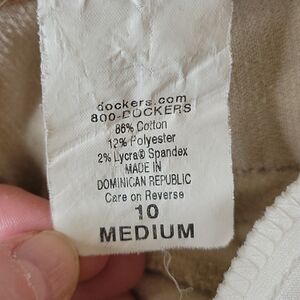 dockers.com
800-DOCKERS
86% Cotton
12% Polyester
2% Lycra® Spandex
MADE IN
DOMINICAN REPUBLIC
Care on Reverse
10
MEDIUM